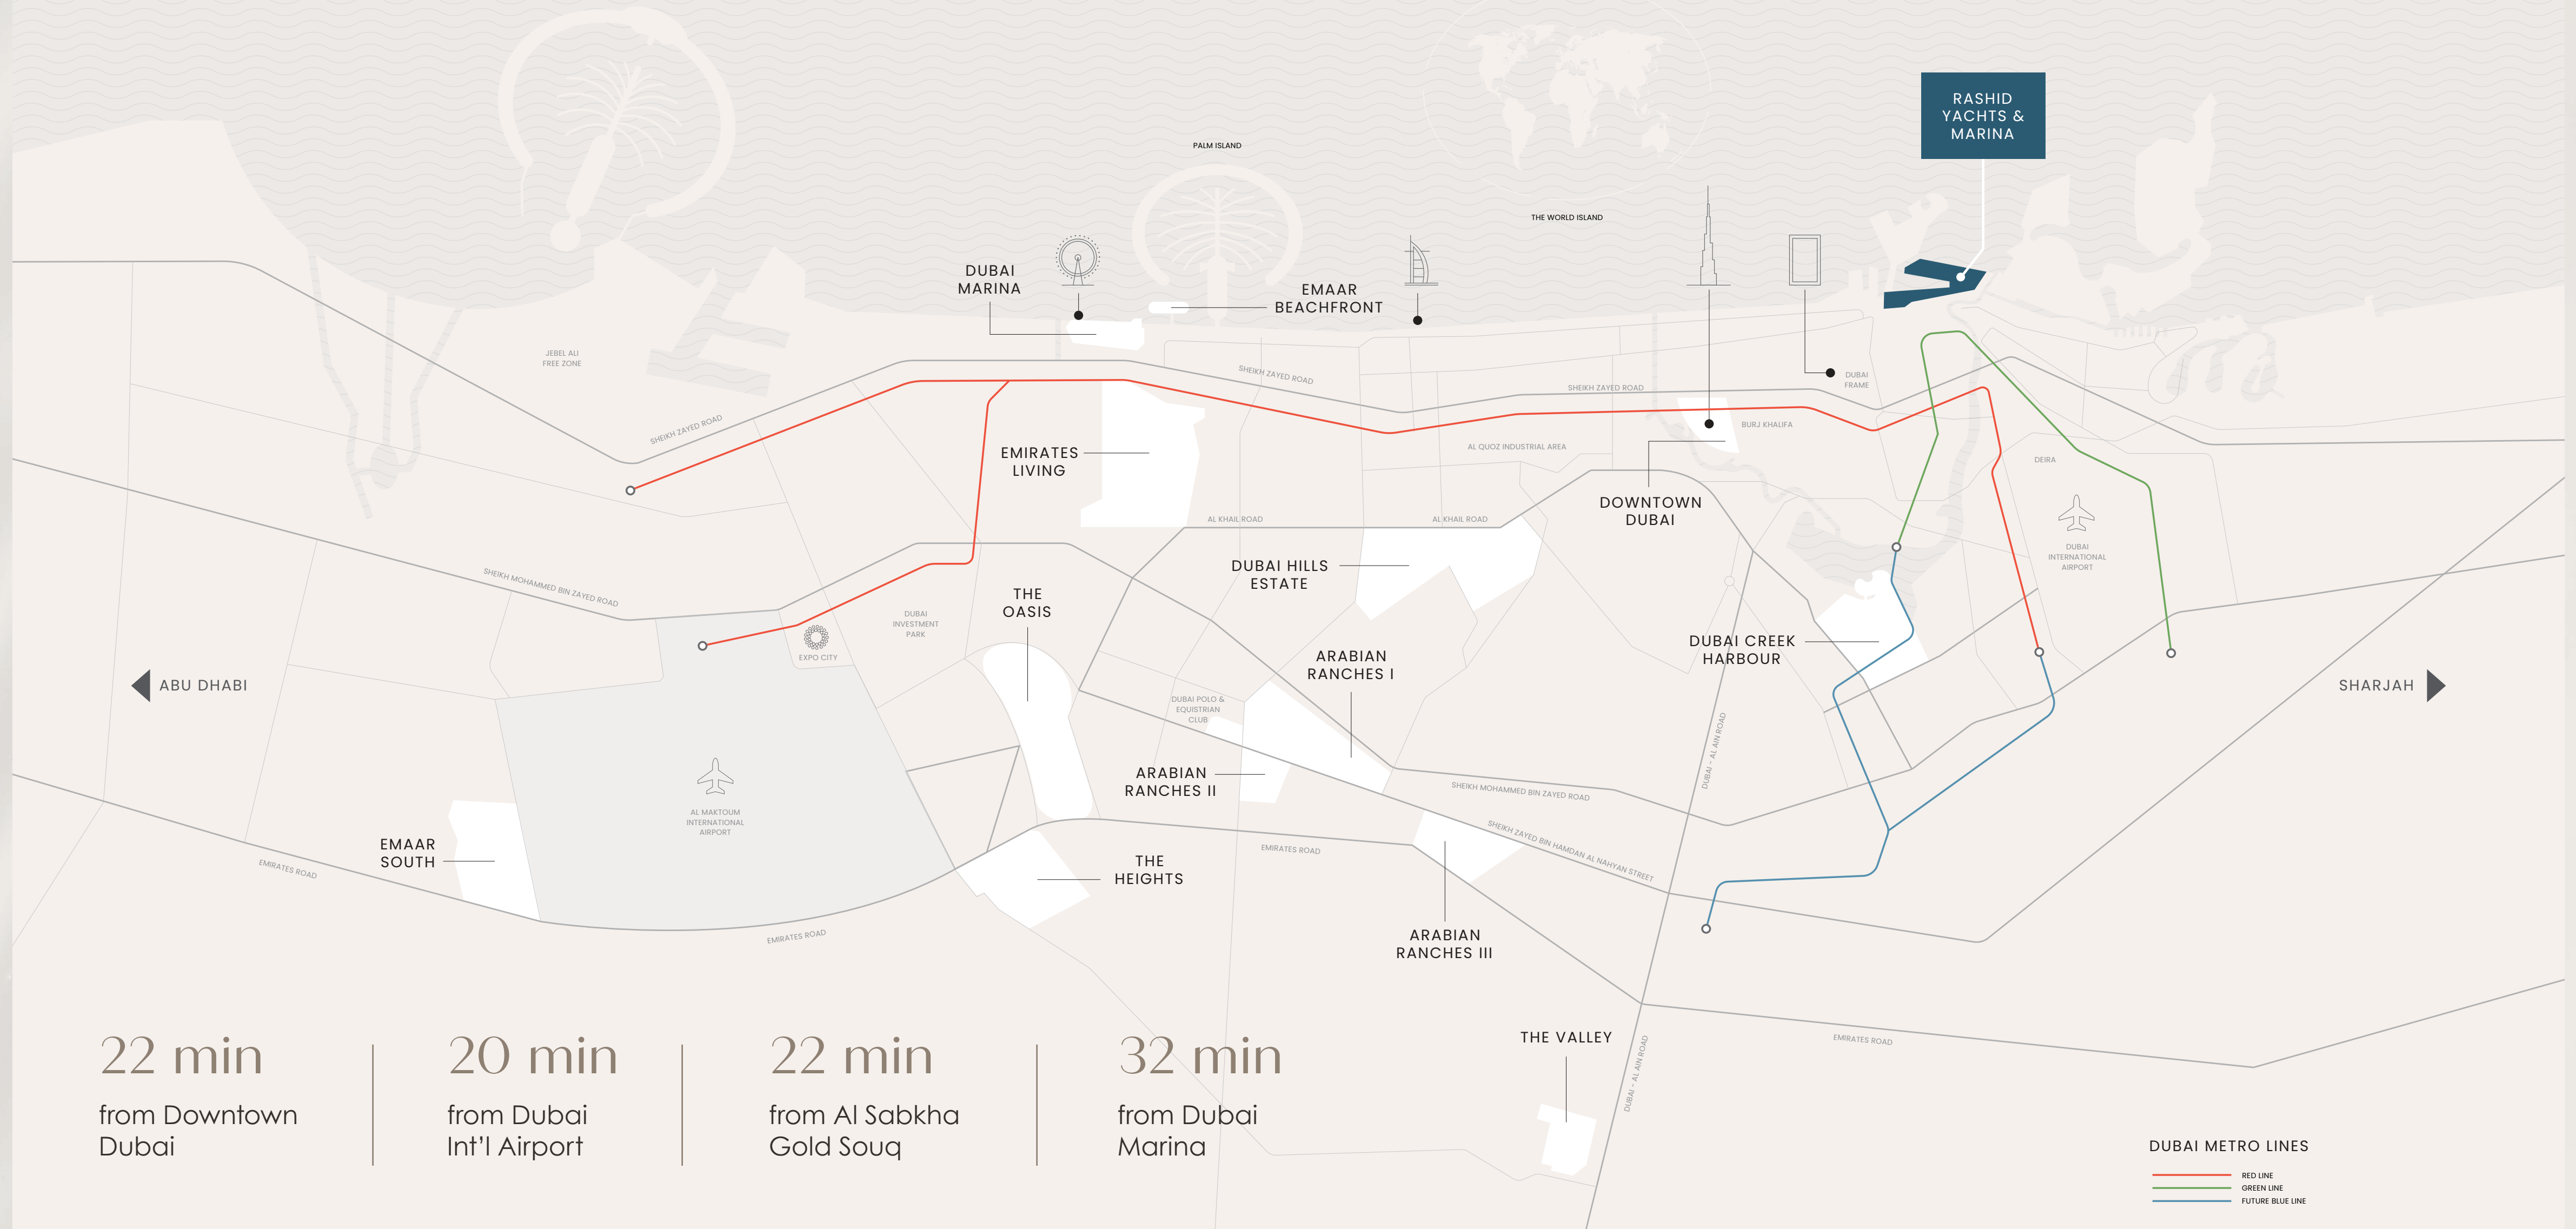 RASHID
YACHTS &
MARINA
PALM ISLAND
THE WORLD ISLAND
DUBAI
MARINA
EMAAR
BEACHFRONT
JEBEL ALI
FREE ZONE
SHEIKH ZAYED ROAD
SHEIKH ZAYED ROAD
SHEIKH ZAYED ROAD
DUBAI
FRAME
BURJ KHALIFA
AL QUOZ INDUSTRIAL AREA
DEIRA
EMIRATES
LIVING
DOWNTOWN
DUBAI
AL KHAIL ROAD
AL KHAIL ROAD
DUBAI
INTERNATIONAL
AIRPORT
DUBAI HILLS
ESTATE
SHEIKH MOHAMMED BIN ZAYED ROAD
THE
OASIS
DUBAI
INVESTMENT
PARK
EXPO CITY
DUBAI CREEK
HARBOUR
ARABIAN
RANCHES I
ABU DHABI
SHARJAH
DUBAI POLO &
EQUISTRIAN
CLUB
DUBAI - AL AIN ROAD
ARABIAN
RANCHES II
SHEIKH MOHAMMED BIN ZAYED ROAD
AL MAKTOUM
INTERNATIONAL
AIRPORT
SHEIKH ZAYED BIN HAMDAN AL NAHYAN STREET
EMAAR
SOUTH
EMIRATES ROAD
EMIRATES ROAD
THE
HEIGHTS
EMIRATES ROAD
ARABIAN
RANCHES III
THE VALLEY
EMIRATES ROAD
DUBAI - AL AIN ROAD
22 min
from Downtown
Dubai
20 min
from Dubai
Int'l Airport
22 min
from Al Sabkha
Gold Souq
32 min
from Dubai
Marina
DUBAI METRO LINES
RED LINE
GREEN LINE
FUTURE BLUE LINE